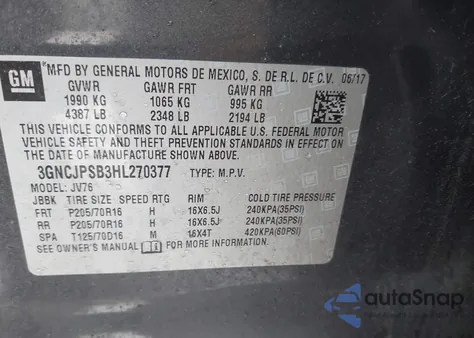 GM MFD BY GENERAL MOTORS DE MEXICO, S. DE R.L. DE C.V. 06/17
GVWR GAWR FRT GAWR RR
1990 KG 1065 KG 995 KG
4387 LB 2348 LB 2194 LB
THIS VEHICLE CONFORMS TO ALL APPLICABLE U.S. FEDERAL MOTOR
VEHICLE SAFETY AND THEFT PREVENTION STANDARDS IN EFFECT ON THE
DATE OF MANUFACTURE SHOWN ABOVE.
3GNCJPSB3HL270377 TYPE: M.P.V.
MODEL: JV76
JBBK TIRE SIZE SPEED RTG RIM COLD TIRE PRESSURE
FRT P205/70R16 H 16X6.5J 240KPA(35PSI)
RR P205/70R16 H 16X6.5J 240KPA(35PSI)
SPA T125/70D16 M 16X4T 420KPA(60PSI)
SEE OWNER'S MANUAL FOR MORE INFORMATION.
autoSnap